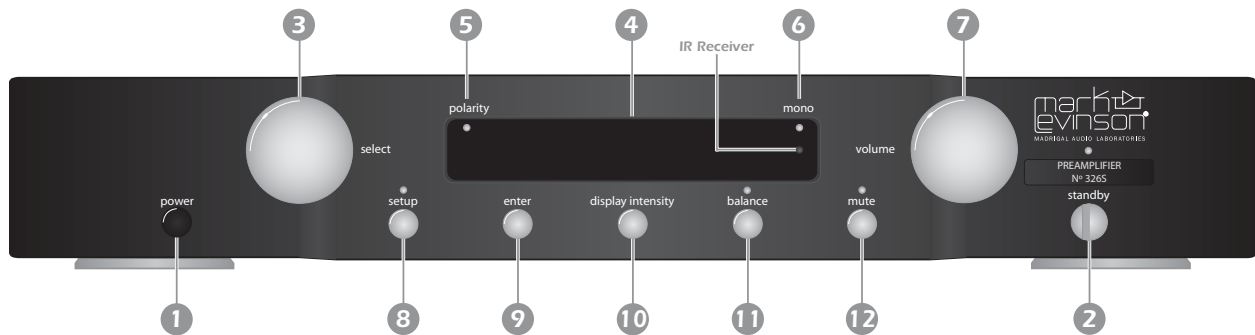 3
5
4
6
7
IR Receiver
polarity
mono
mark
levinson®
MADRIGAL AUDIO LABORATORIES
select
volume
PREAMPLIFIER
Nº 326S
power
setup
enter
display intensity
balance
mute
standby
1
8
9
10
11
12
2